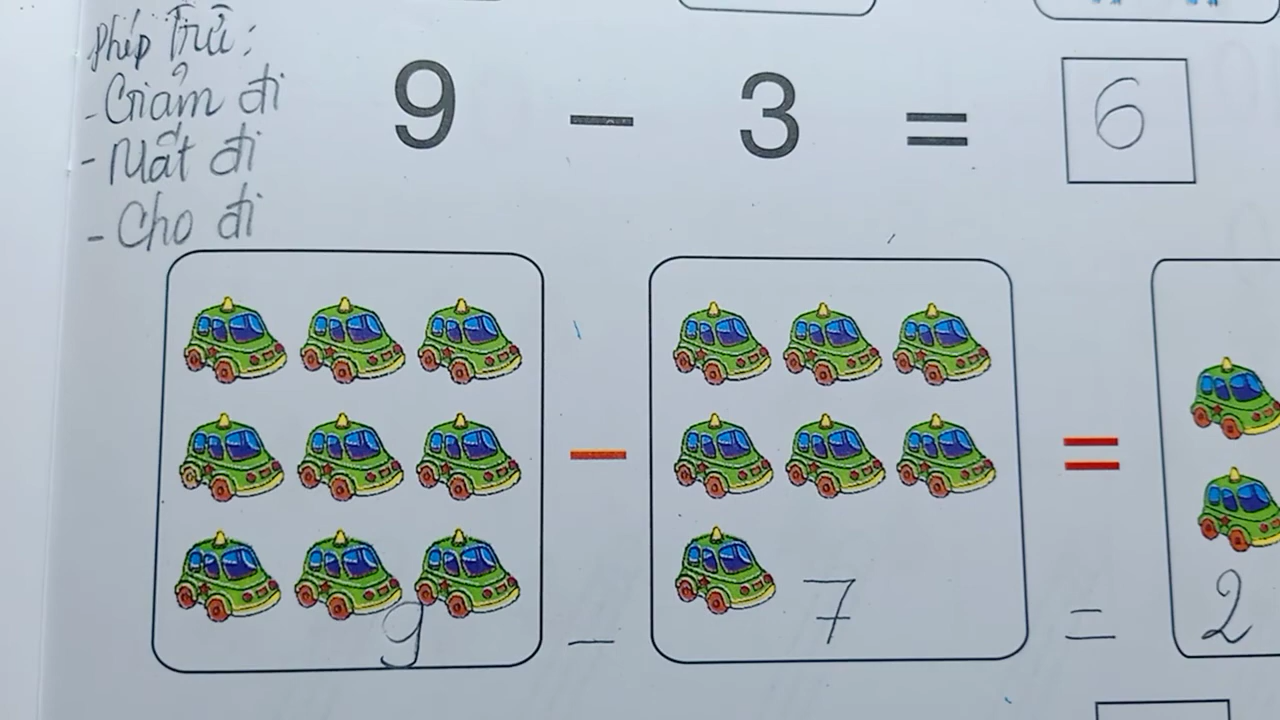 Phép Trừ:
- Giảm đi
- Mất đi
- Cho đi
9 - 3 = 6
- =
9 - 7 = 2